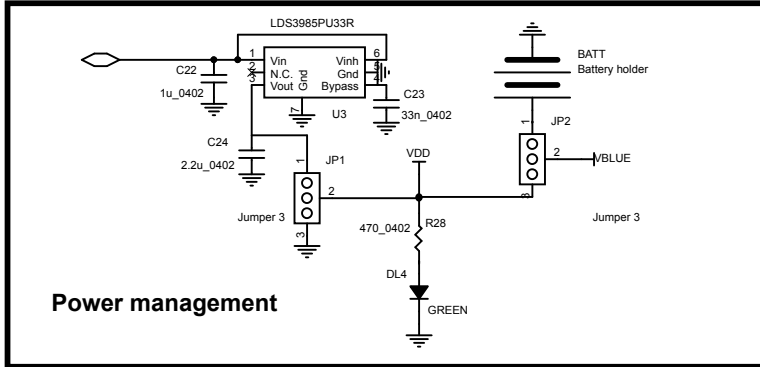 LDS3985PU33R
1 Vin Vinh 6
2 N.C. Gnd 5
3 Vout Gnd Bypass 4
7
U3
C22
1u_0402
C23
33n_0402
C24
2.2u_0402
BATT
Battery holder
JP1
1
2
3
Jumper 3
VDD
JP2
1
2
3
VBLUE
Jumper 3
R28
470_0402
DL4
GREEN
Power management